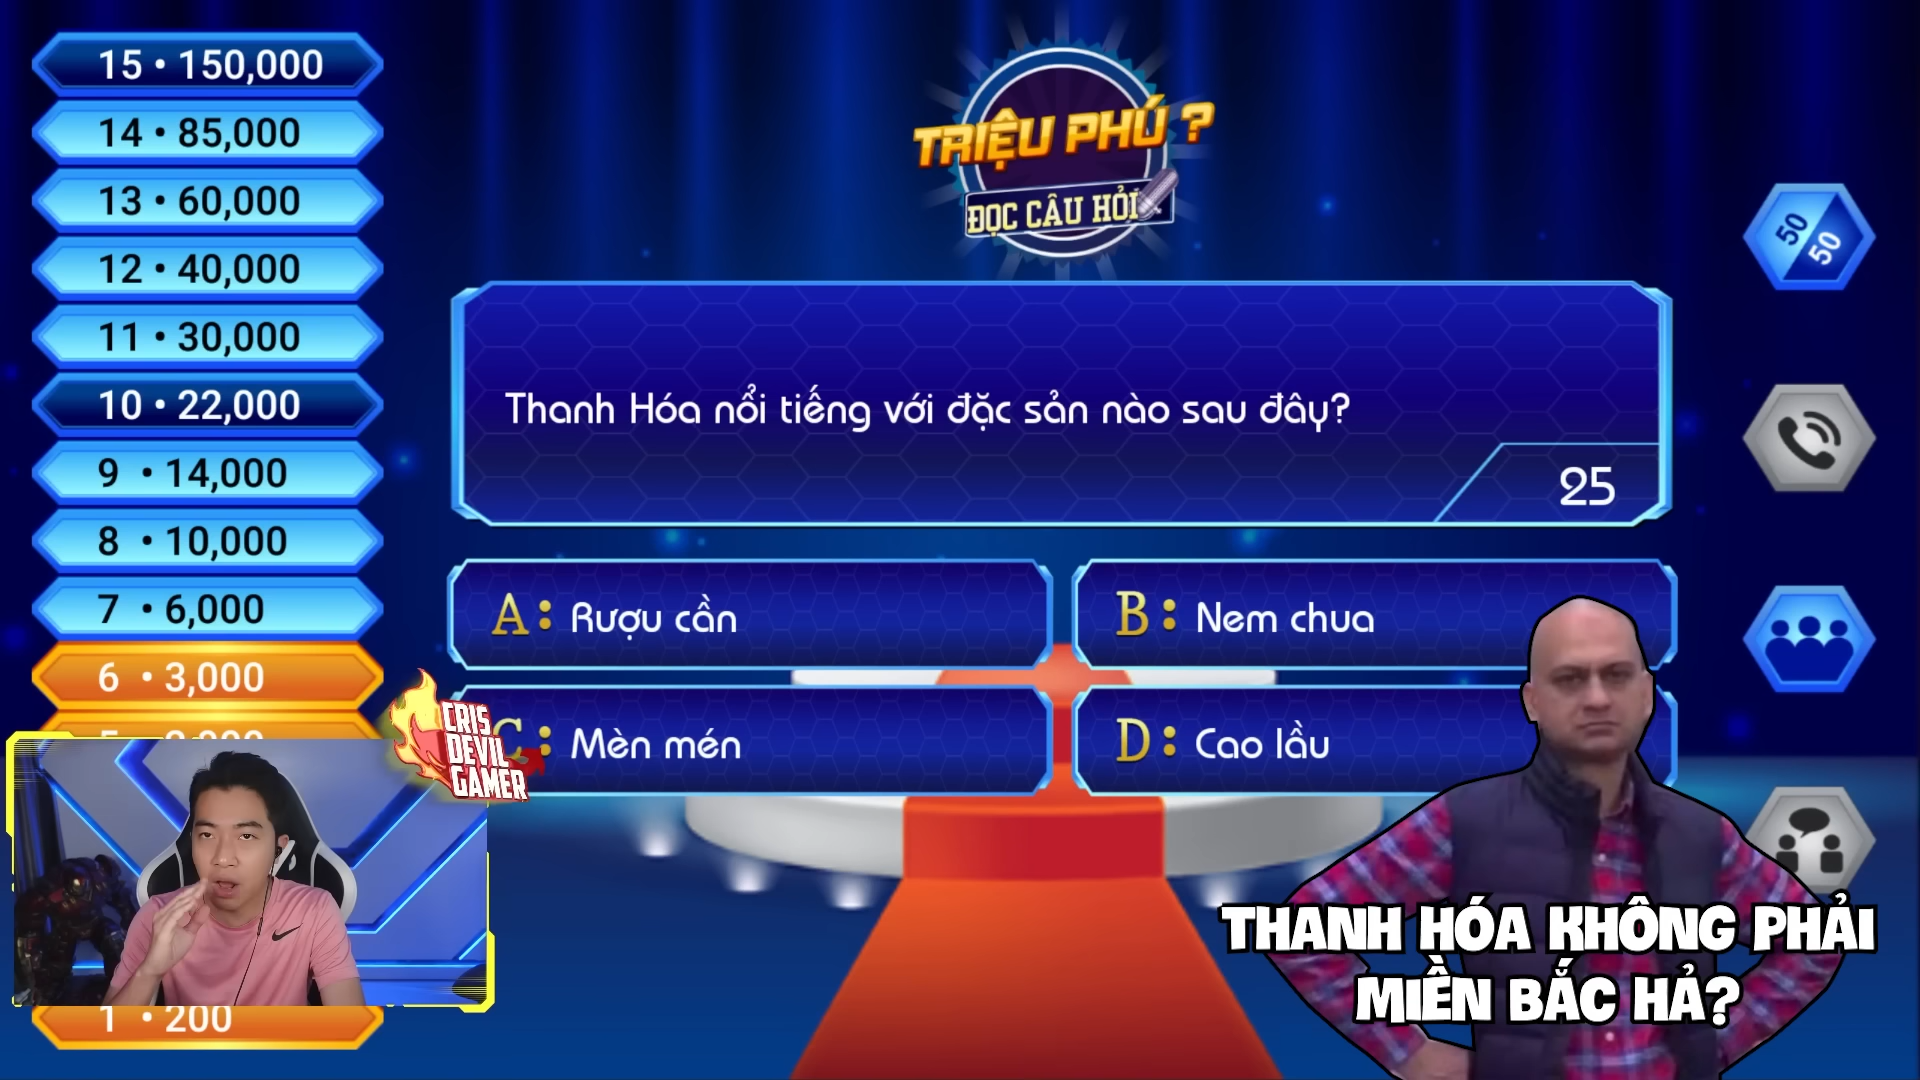 15 • 150,000
14 • 85,000
13 • 60,000
12 • 40,000
11 • 30,000
10 • 22,000
9 • 14,000
8 • 10,000
7 • 6,000
6 • 3,000
1 • 200
TRIỆU PHÚ ?
ĐỌC CÂU HỎI
Thanh Hóa nổi tiếng với đặc sản nào sau đây?
25
A: Rượu cần
B: Nem chua
C: Mèn mén
D: Cao lầu
50
50
CRIS
DEVIL
GAMER
THANH HÓA KHÔNG PHẢI
MIỀN BẮC HẢ?